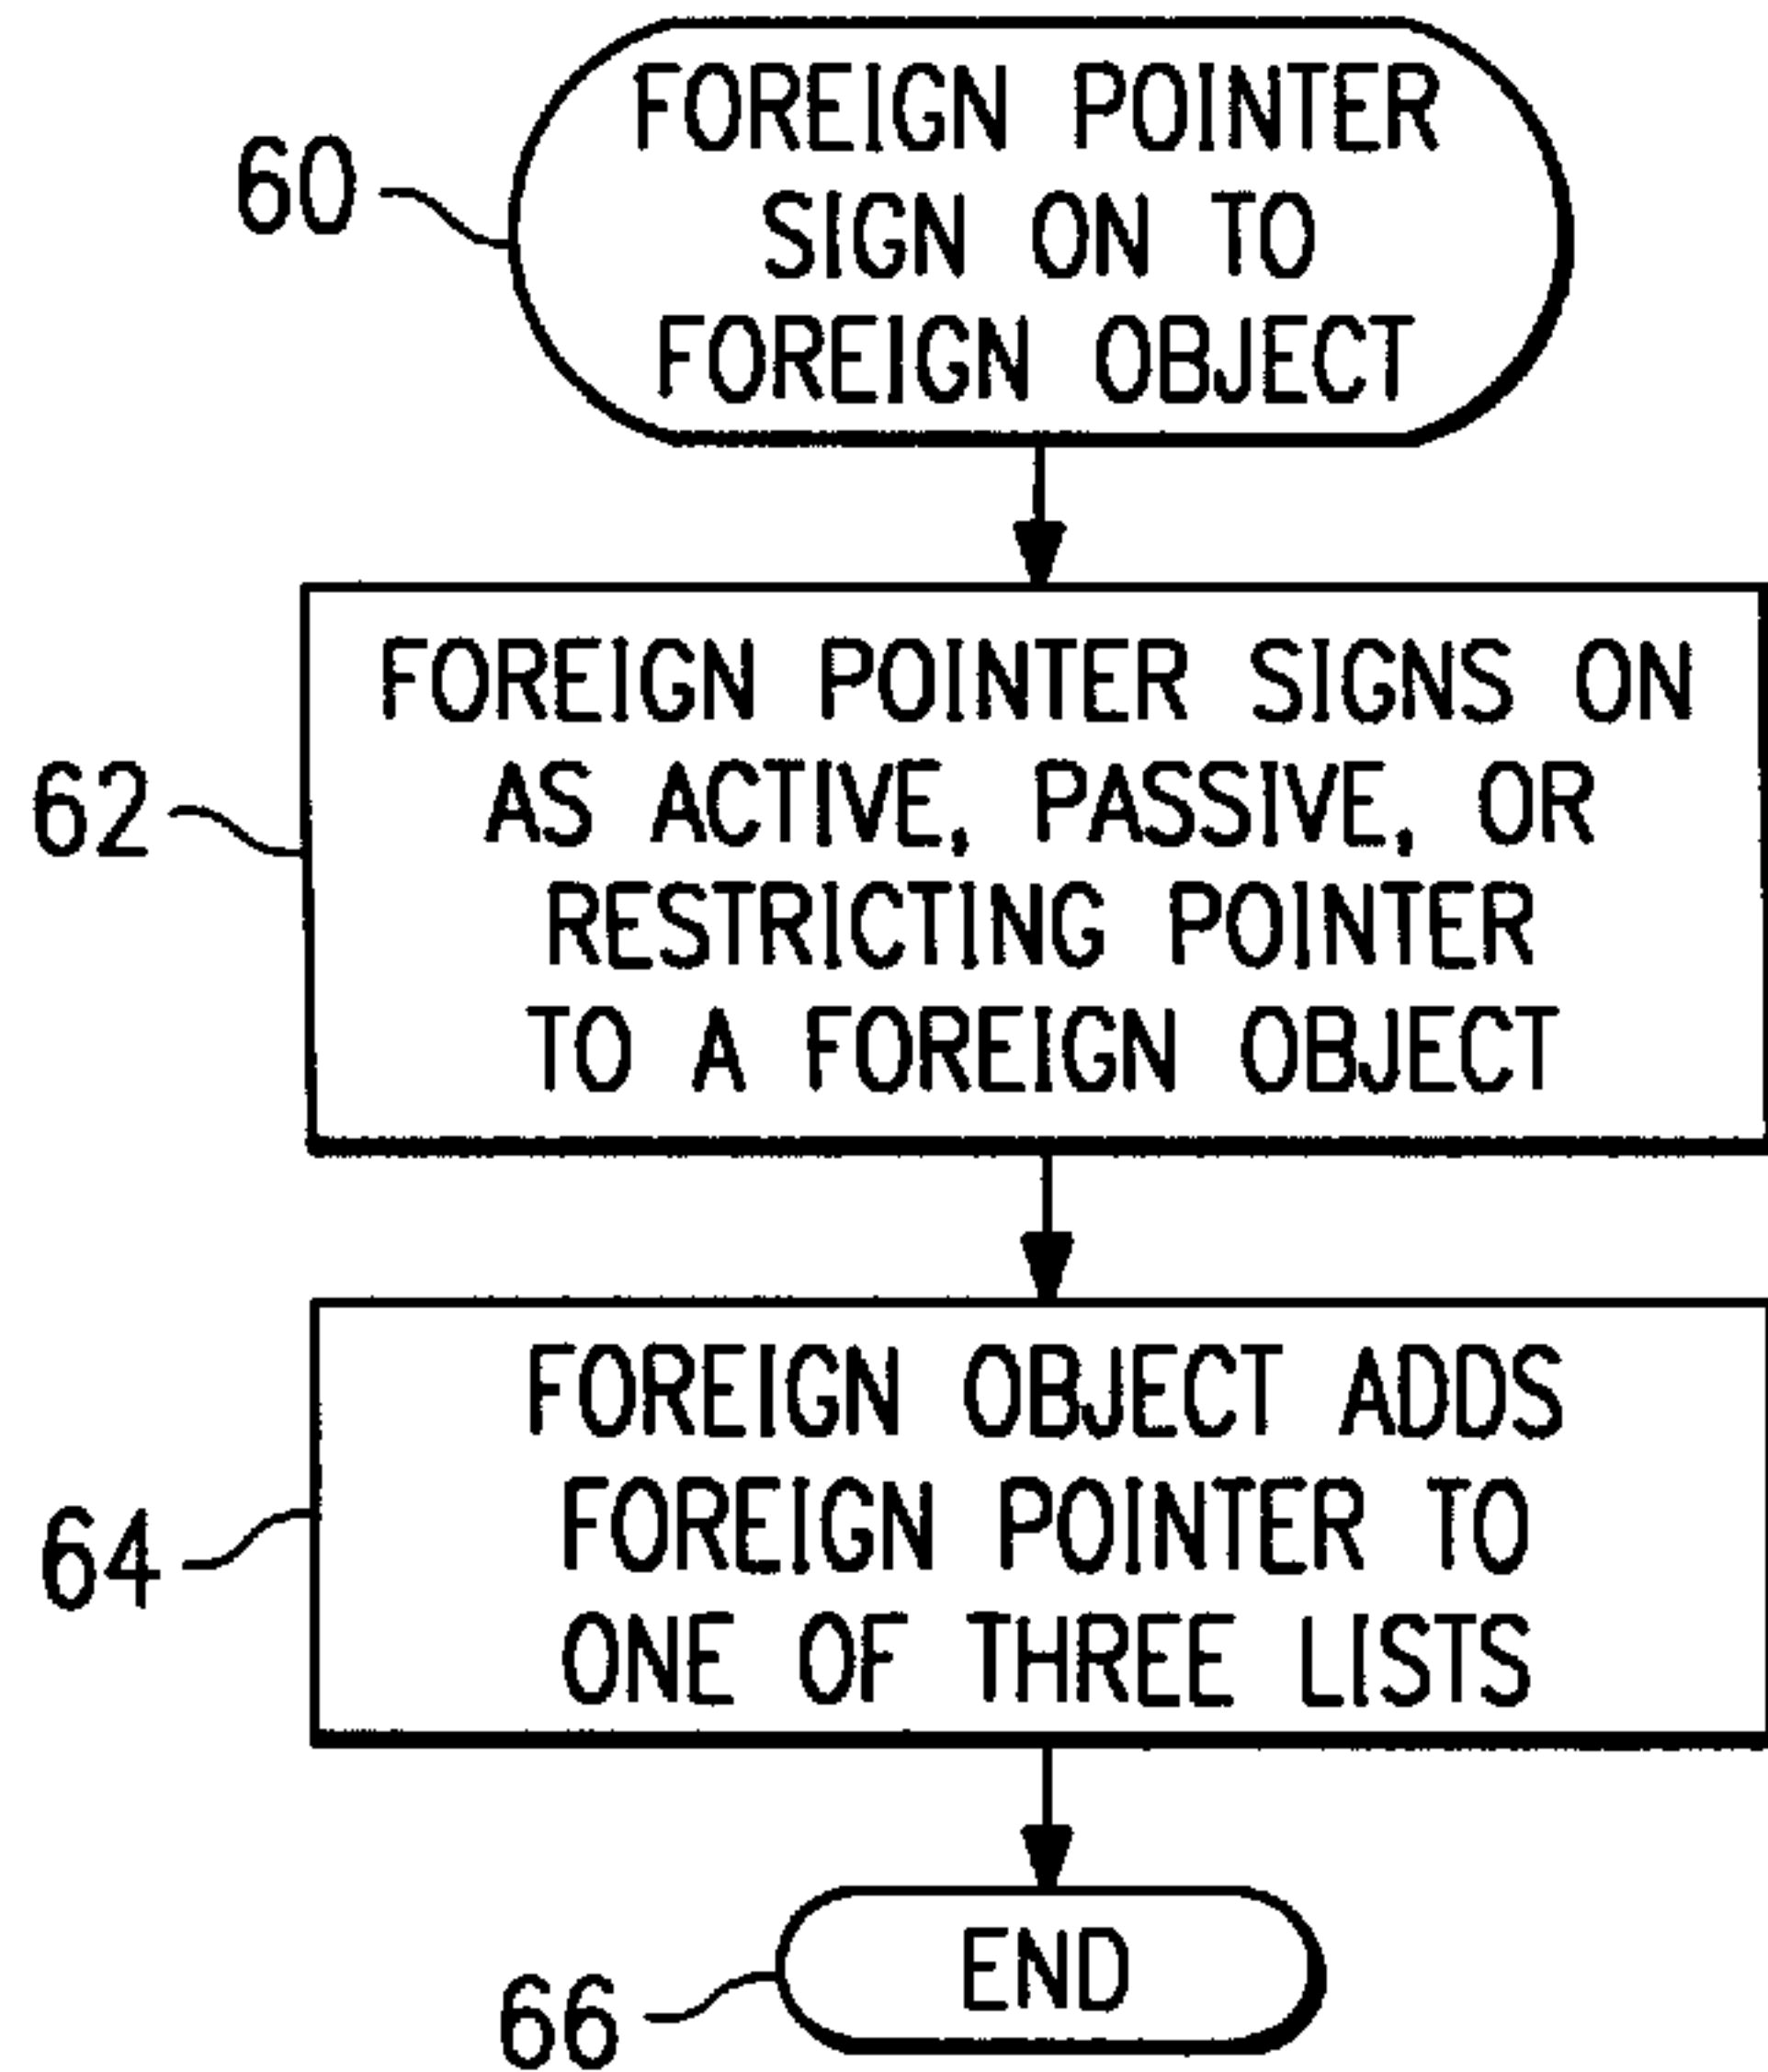 60
FOREIGN POINTER
SIGN ON TO
FOREIGN OBJECT
62
FOREIGN POINTER SIGNS ON
AS ACTIVE, PASSIVE, OR
RESTRICTING POINTER
TO A FOREIGN OBJECT
64
FOREIGN OBJECT ADDS
FOREIGN POINTER TO
ONE OF THREE LISTS
66
END